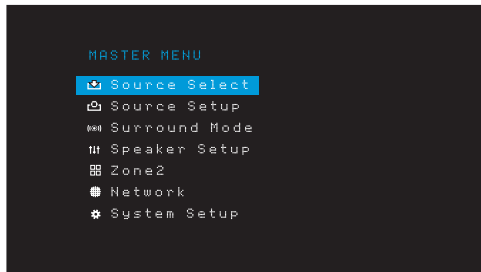 MASTER MENU
Source Select
Source Setup
Surround Mode
Speaker Setup
Zone2
Network
System Setup